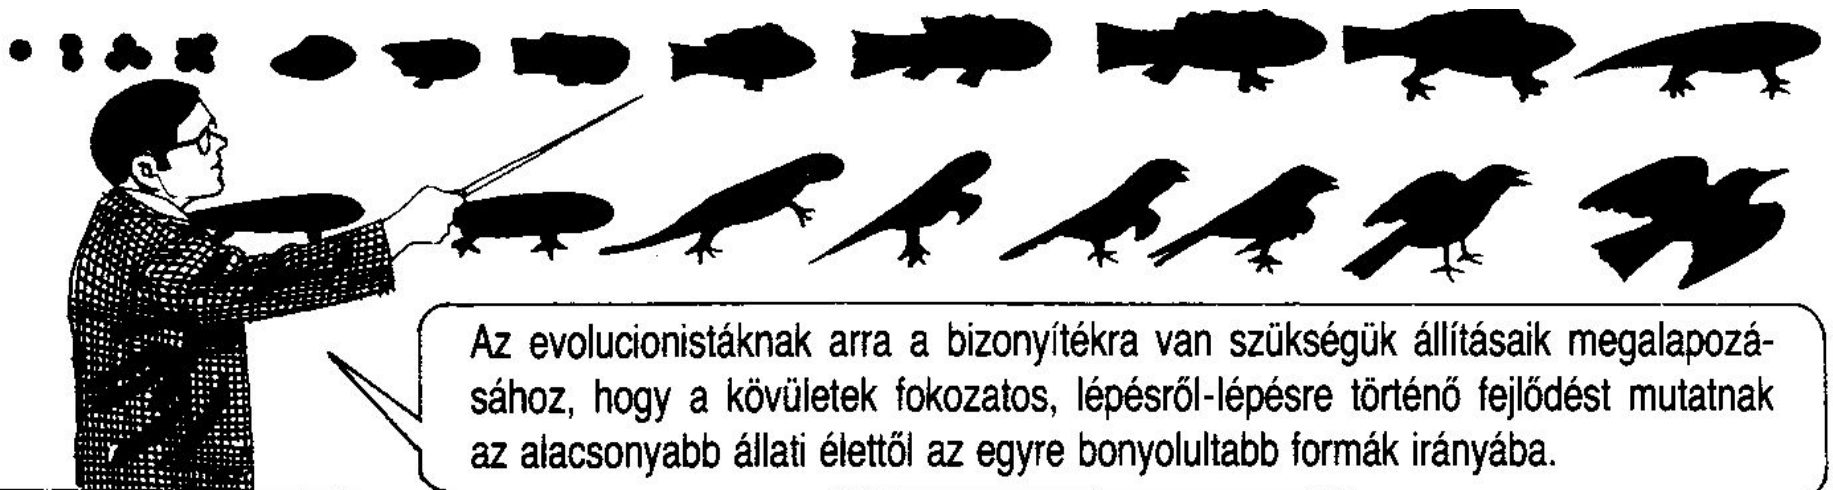 Az evolucionistáknak arra a bizonyítékra van szükségük állításaik megalapozá-
sához, hogy a kövületek fokozatos, lépésről-lépésre történő fejlődést mutatnak
az alacsonyabb állati élettől az egyre bonyolultabb formák irányába.